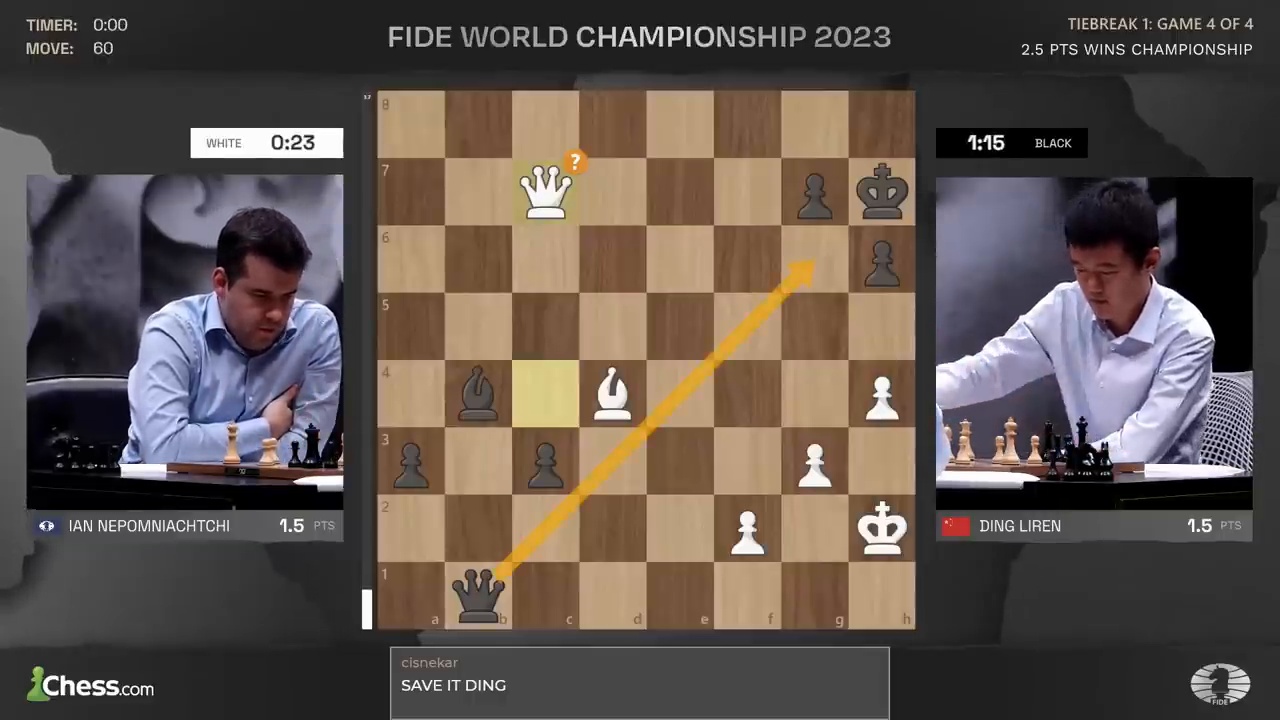 TIMER: 0:00
MOVE: 60
FIDE WORLD CHAMPIONSHIP 2023
TIEBREAK 1: GAME 4 OF 4
2.5 PTS WINS CHAMPIONSHIP
WHITE 0:23
1:15 BLACK
?
8
7
6
5
4
3
2
1
a b c d e f g h
IAN NEPOMNIACHTCHI 1.5 PTS
DING LIREN 1.5 PTS
cisnekar
SAVE IT DING
Chess.com
FIDE